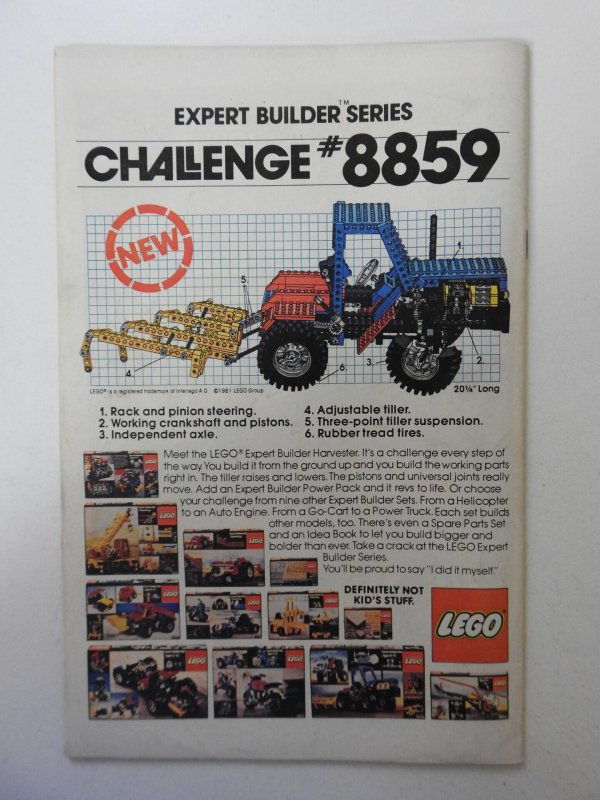 EXPERT BUILDER™ SERIES
CHALLENGE #8859
NEW
1.
2.
3.
4.
5.
6.
LEGO® is a registered trademark of Interlego A.G. ©1981 LEGO Group
20¼" Long
1. Rack and pinion steering.
2. Working crankshaft and pistons.
3. Independent axle.
4. Adjustable tiller.
5. Three-point tiller suspension.
6. Rubber tread tires.
Meet the LEGO® Expert Builder Harvester. It's a challenge every step of
the way. You build it from the ground up and you build the working parts
right in. The tiller raises and lowers. The pistons and universal joints really
move. Add an Expert Builder Power Pack and it revs to life. Or choose
your challenge from nine other Expert Builder Sets. From a Helicopter
to an Auto Engine. From a Go-Cart to a Power Truck. Each set builds
other models, too. There's even a Spare Parts Set
and an Idea Book to let you build bigger and
bolder than ever. Take a crack at the LEGO Expert
Builder Series.
You'll be proud to say "I did it myself."
DEFINITELY NOT
KID'S STUFF.
LEGO